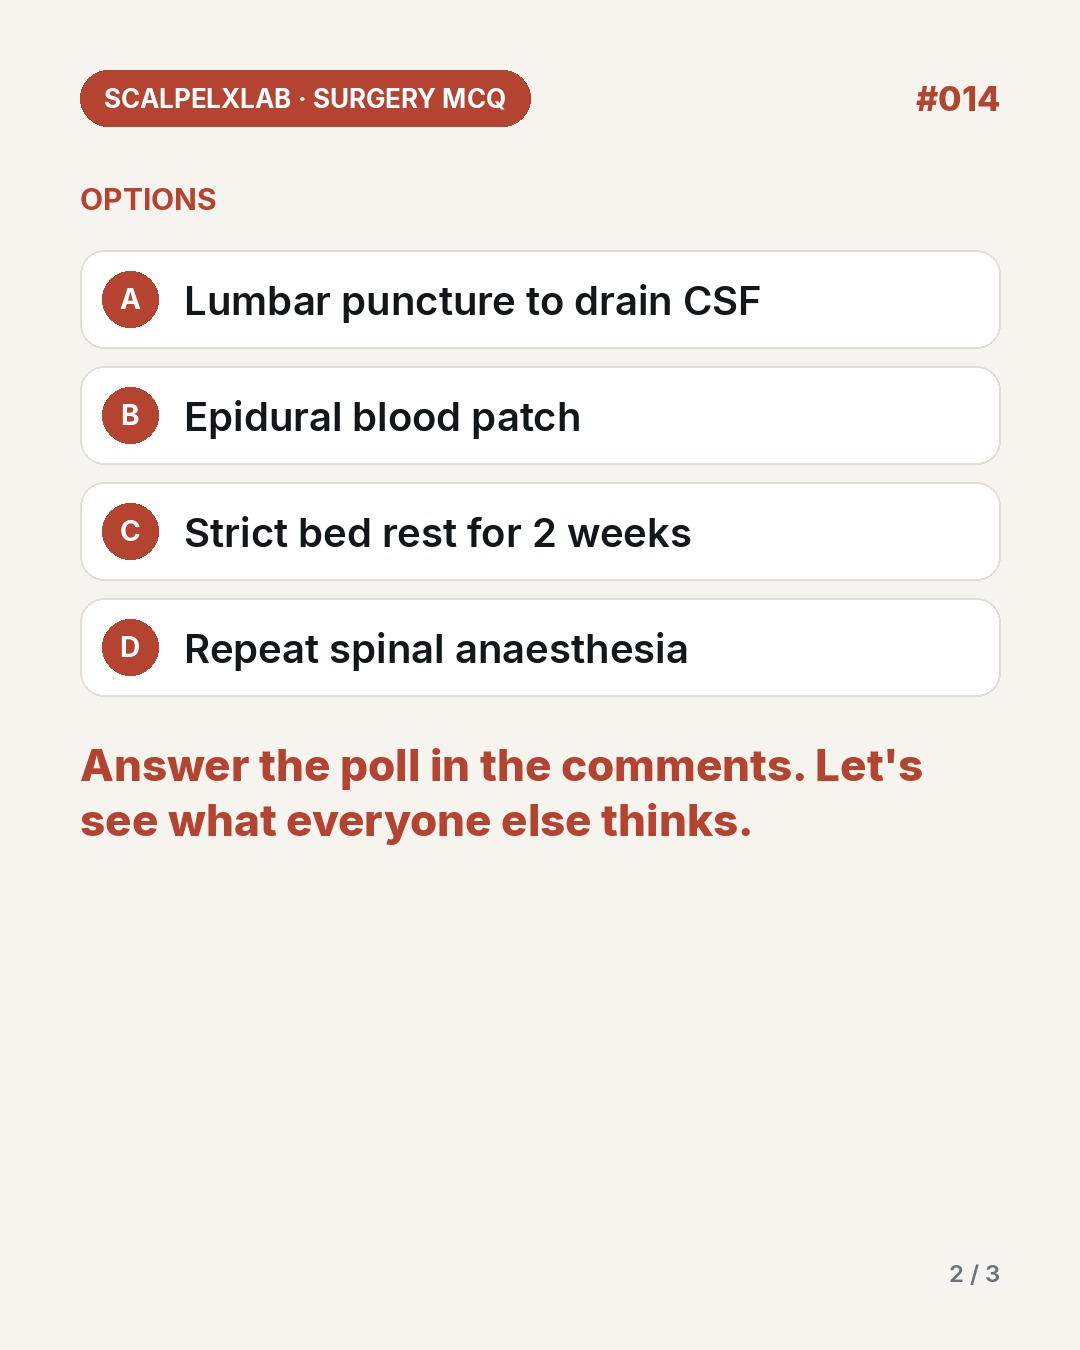 SCALPELXLAB · SURGERY MCQ
#014
OPTIONS
A Lumbar puncture to drain CSF
B Epidural blood patch
C Strict bed rest for 2 weeks
D Repeat spinal anaesthesia
Answer the poll in the comments. Let's
see what everyone else thinks.
2 / 3